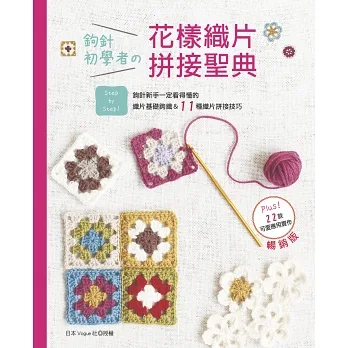 鉤針
初學者の
花樣織片
拼接聖典
Step
by
Step!
鉤針新手一定看得懂的
織片基礎鉤織&11種織片拼接技巧
Plus!
22款
可愛應用實作
暢銷版
日本Vogue社◎授權